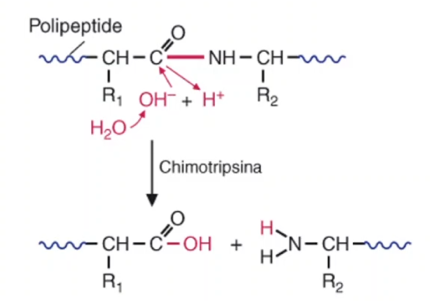 Polipeptide
O
CH—C—NH—CH
R₁ OH⁻ + H⁺ R₂
H₂O
Chimotripsina
O H
CH—C—OH + N—CH
H
R₁ R₂